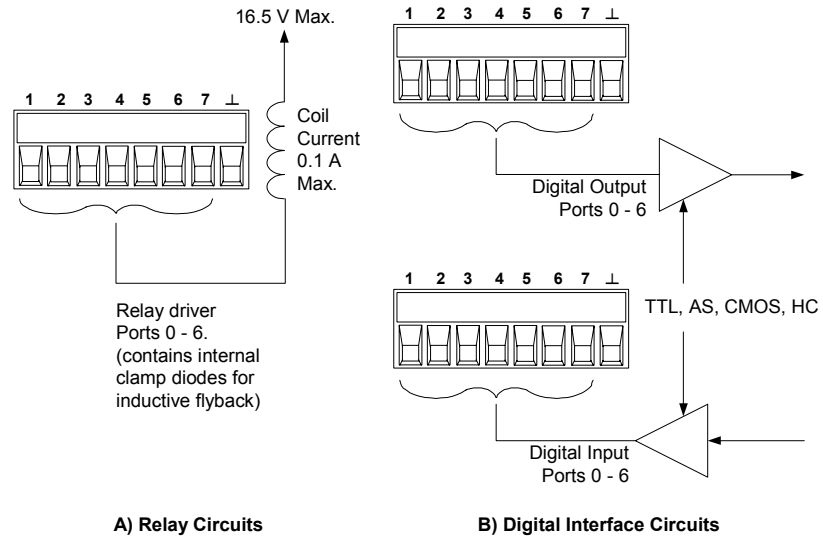 16.5 V Max.
1 2 3 4 5 6 7 ⊥
Coil
Current
0.1 A
Max.
Relay driver
Ports 0 - 6.
(contains internal
clamp diodes for
inductive flyback)
A) Relay Circuits
1 2 3 4 5 6 7 ⊥
Digital Output
Ports 0 - 6
TTL, AS, CMOS, HC
1 2 3 4 5 6 7 ⊥
Digital Input
Ports 0 - 6
B) Digital Interface Circuits